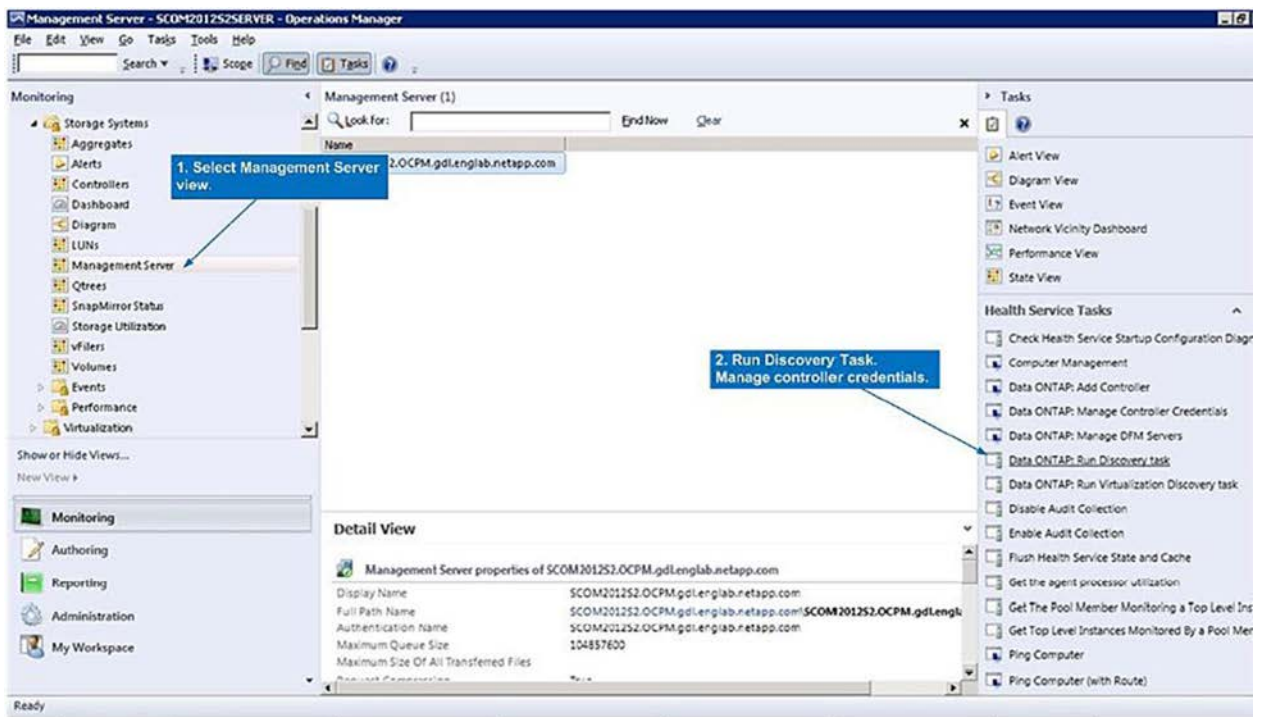 Management Server - SCOM2012S2SERVER - Operations Manager
File Edit View Go Tasks Tools Help
Search Scope Find Tasks
Monitoring
Storage Systems
Aggregates
Alerts
Controllers
Dashboard
Diagram
LUNs
Management Server
Qtrees
SnapMirror Status
Storage Utilization
vFilers
Volumes
Events
Performance
Virtualization
Show or Hide Views...
New View
Monitoring
Authoring
Reporting
Administration
My Workspace
Management Server (1)
Look for: Find Now Clear
Name
2.OCPM.gdl.englab.netapp.com
1. Select Management Server
view.
2. Run Discovery Task.
Manage controller credentials.
Detail View
Management Server properties of SCOM2012S2.OCPM.gdl.englab.netapp.com
Display Name SCOM2012S2.OCPM.gdl.englab.netapp.com
Full Path Name SCOM2012S2.OCPM.gdl.englab.netapp.com\SCOM2012S2.OCPM.gdl.engla
Authentication Name SCOM2012S2.OCPM.gdl.englab.netapp.com
Maximum Queue Size 104857600
Maximum Size Of All Transferred Files
Request Compression True
Tasks
Alert View
Diagram View
Event View
Network Vicinity Dashboard
Performance View
State View
Health Service Tasks
Check Health Service Startup Configuration Diagr
Computer Management
Data ONTAP: Add Controller
Data ONTAP: Manage Controller Credentials
Data ONTAP: Manage DFM Servers
Data ONTAP: Run Discovery task
Data ONTAP: Run Virtualization Discovery task
Disable Audit Collection
Enable Audit Collection
Flush Health Service State and Cache
Get the agent processor utilization
Get The Pool Member Monitoring a Top Level Ins
Get Top Level Instances Monitored By a Pool Mer
Ping Computer
Ping Computer (with Route)
Ready